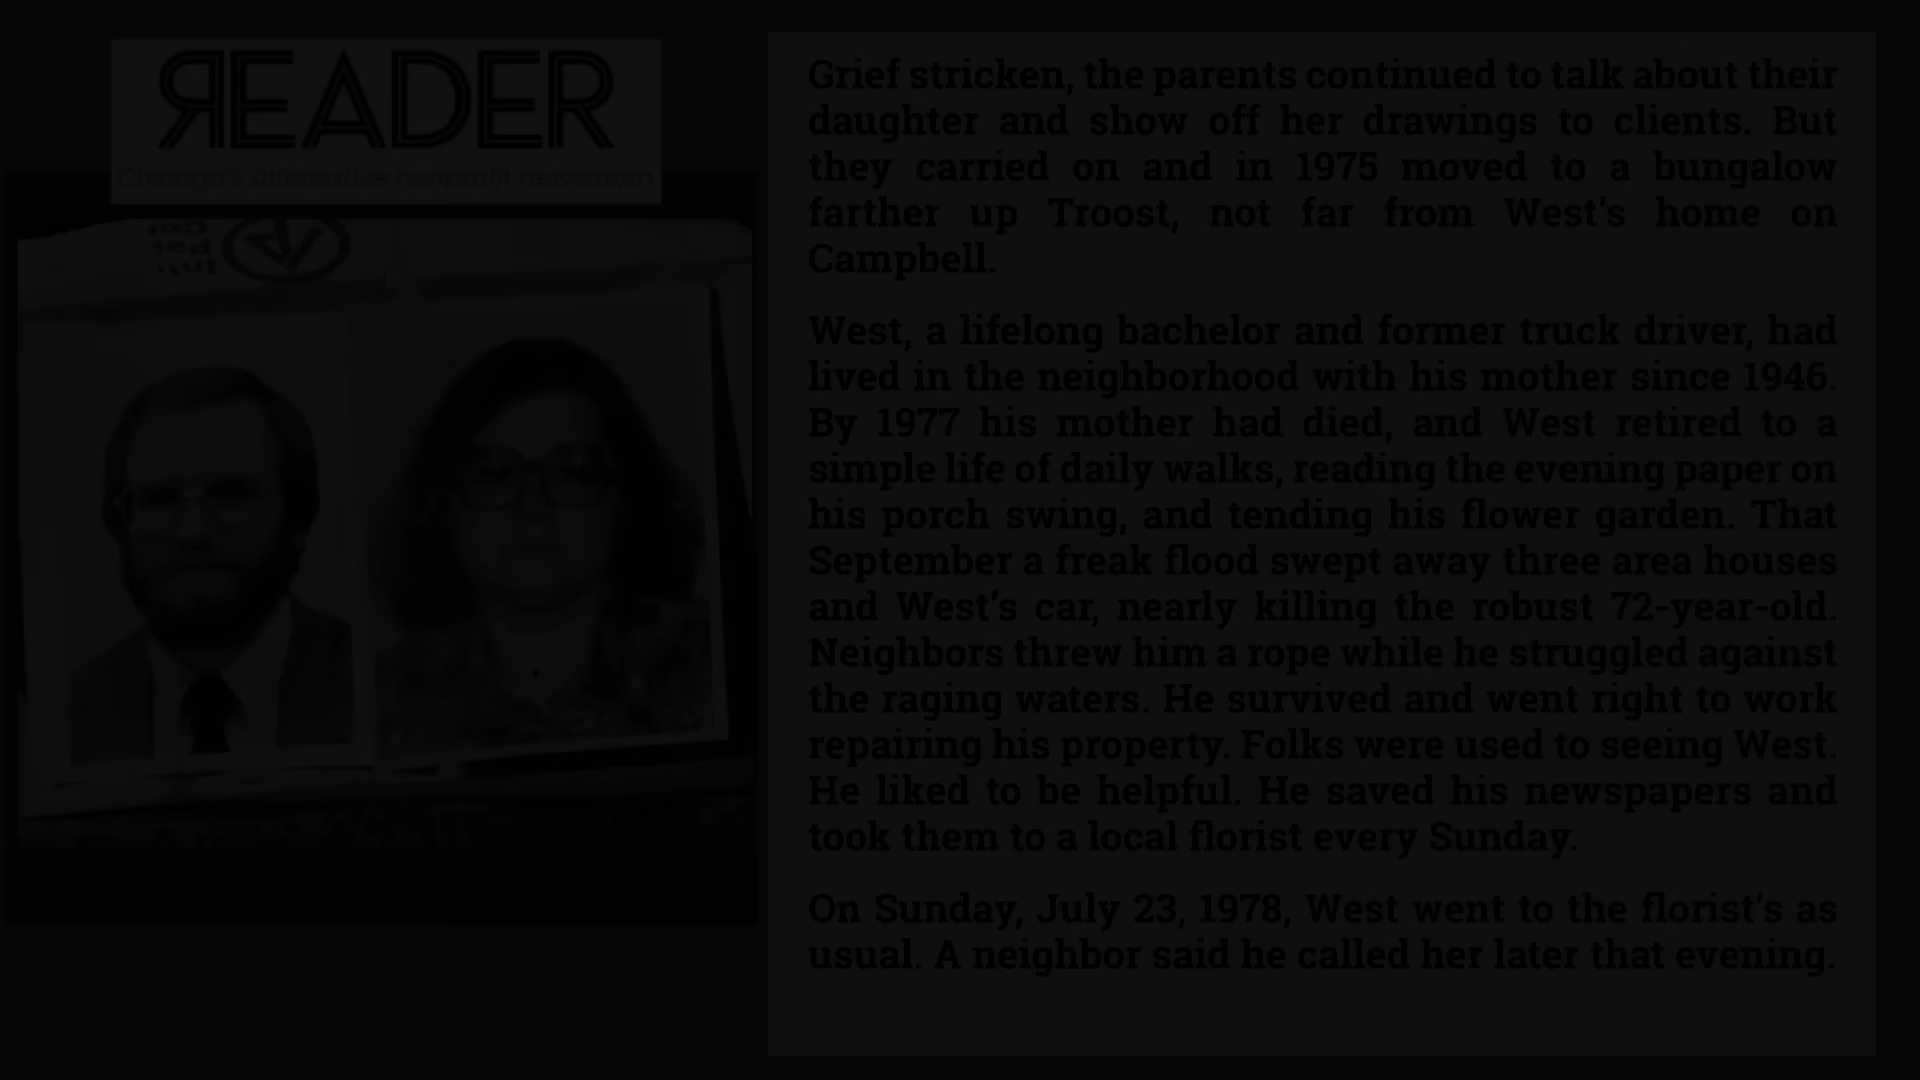 READER
Chicago's alternative nonprofit newsroom
Grief stricken, the parents continued to talk about their
daughter and show off her drawings to clients. But
they carried on and in 1975 moved to a bungalow
farther up Troost, not far from West’s home on
Campbell.
West, a lifelong bachelor and former truck driver, had
lived in the neighborhood with his mother since 1946.
By 1977 his mother had died, and West retired to a
simple life of daily walks, reading the evening paper on
his porch swing, and tending his flower garden. That
September a freak flood swept away three area houses
and West’s car, nearly killing the robust 72-year-old.
Neighbors threw him a rope while he struggled against
the raging waters. He survived and went right to work
repairing his property. Folks were used to seeing West.
He liked to be helpful. He saved his newspapers and
took them to a local florist every Sunday.
On Sunday, July 23, 1978, West went to the florist’s as
usual. A neighbor said he called her later that evening.